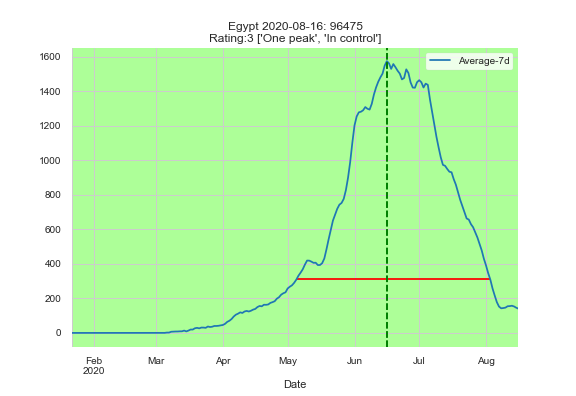 Egypt 2020-08-16: 96475
Rating:3 ['One peak', 'In control']
Average-7d
1600
1400
1200
1000
800
600
400
200
0
Feb Mar Apr May Jun Jul Aug
2020
Date